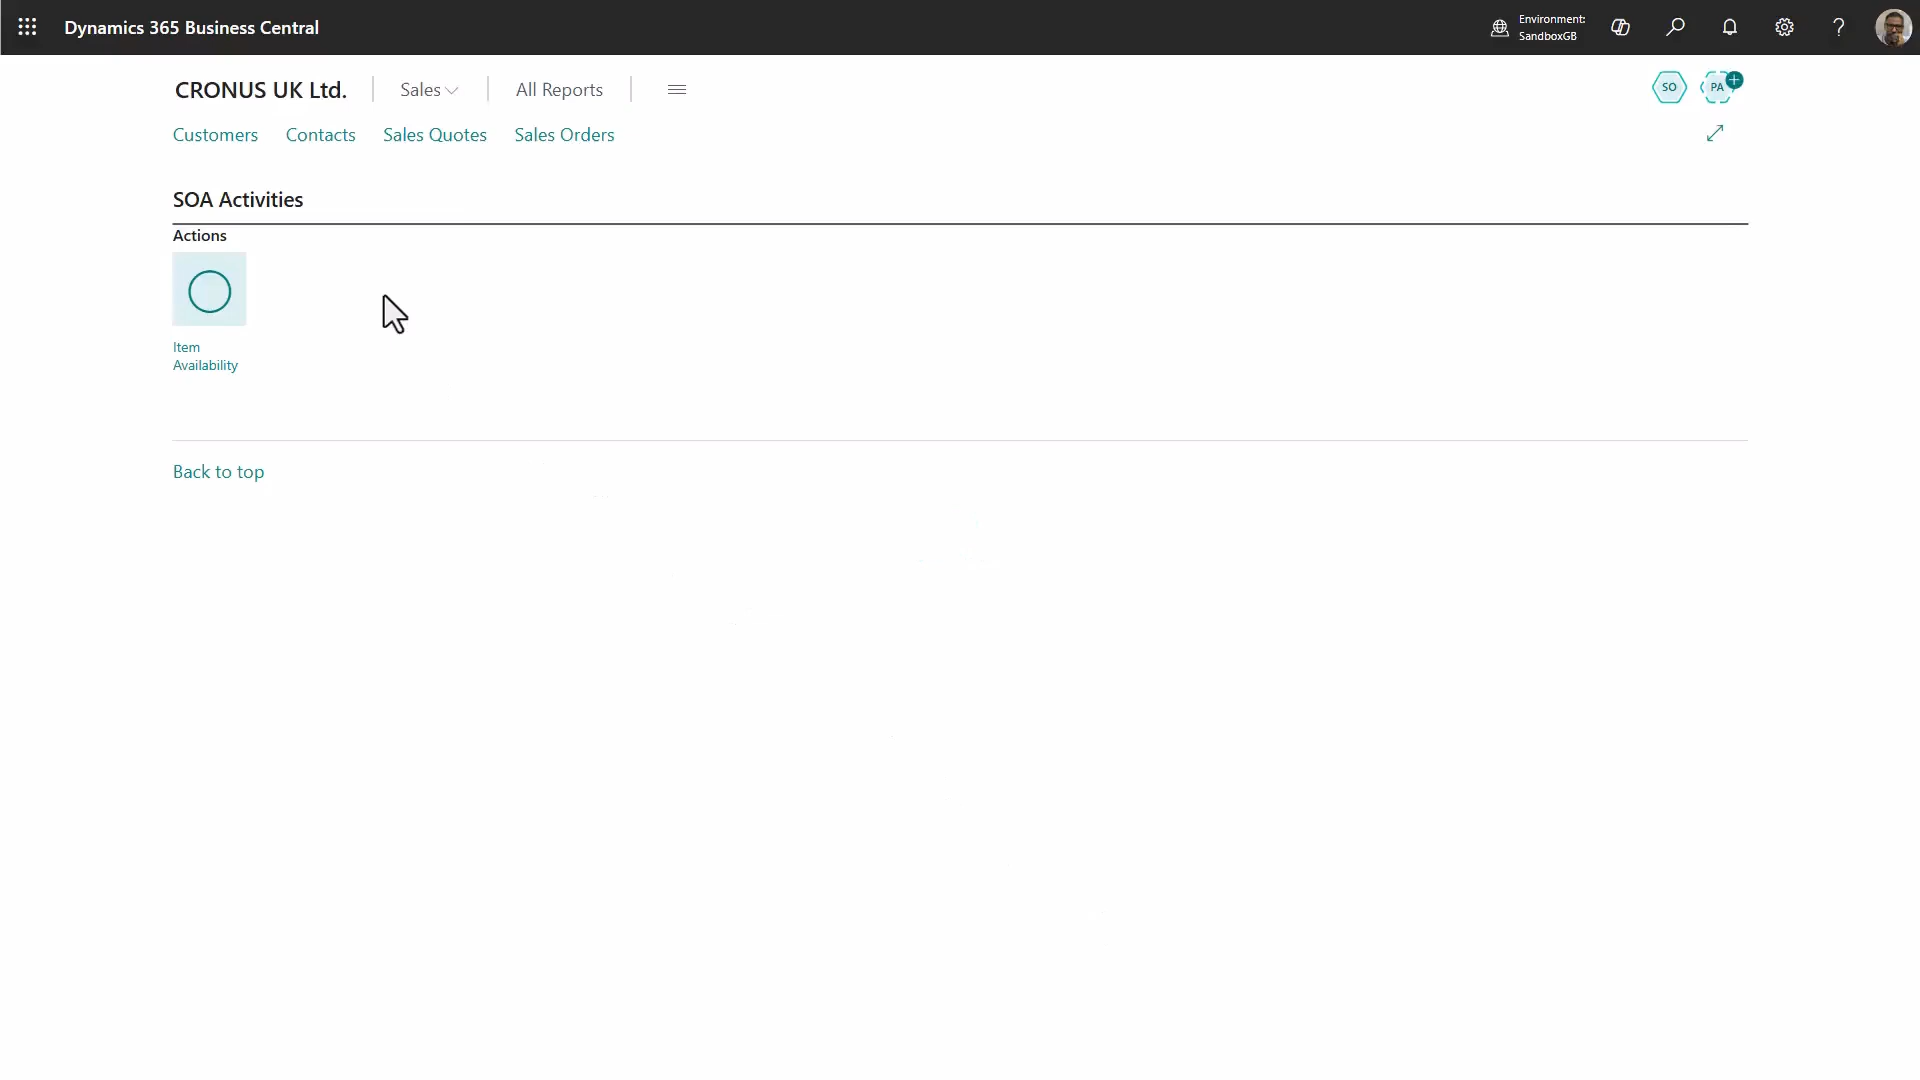 Dynamics 365 Business Central
Environment:
SandboxGB
?
CRONUS UK Ltd.
Sales
All Reports
SO
PA
Customers
Contacts
Sales Quotes
Sales Orders
SOA Activities
Actions
Item
Availability
Back to top